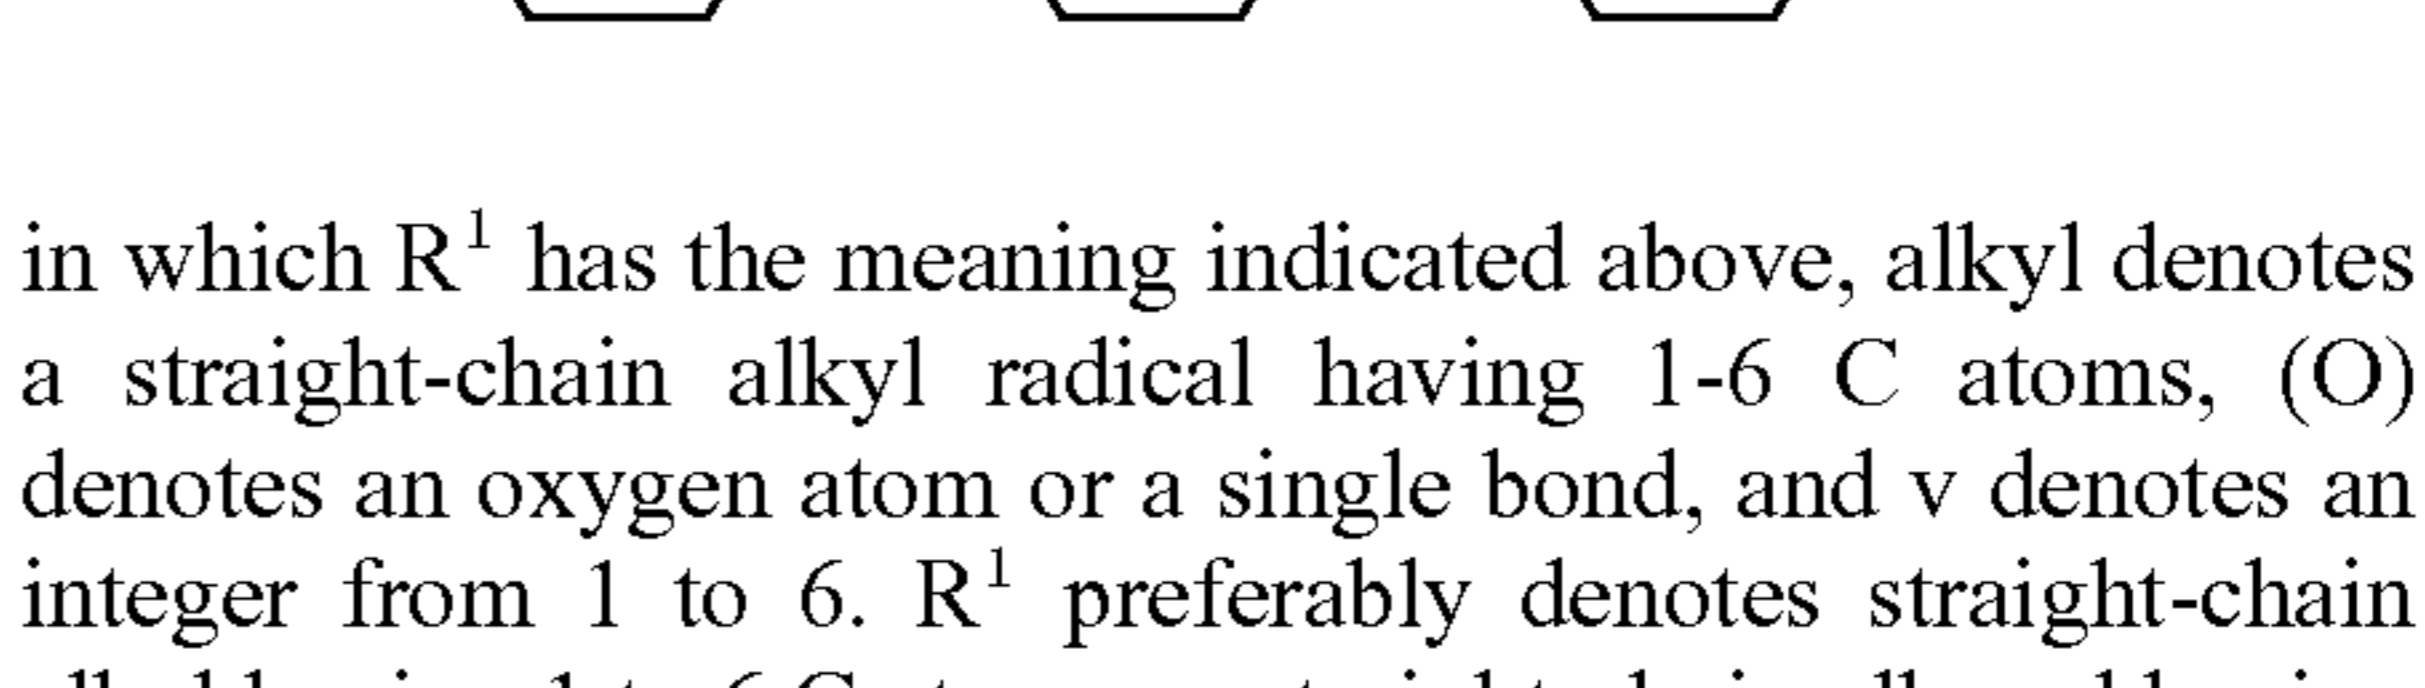 in which R¹ has the meaning indicated above, alkyl denotes
a straight-chain alkyl radical having 1-6 C atoms, (O)
denotes an oxygen atom or a single bond, and v denotes an
integer from 1 to 6. R¹ preferably denotes straight-chain